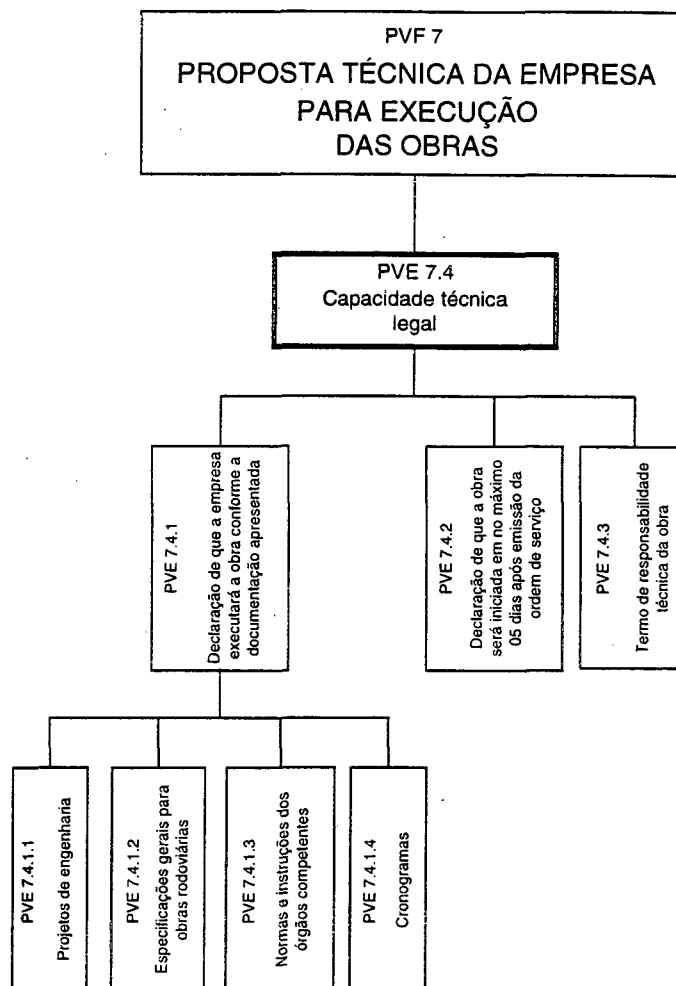 PVF 7
PROPOSTA TÉCNICA DA EMPRESA
PARA EXECUÇÃO
DAS OBRAS
PVE 7.4
Capacidade técnica
legal
PVE 7.4.1
Declaração de que a empresa
executará a obra conforme a
documentação apresentada
PVE 7.4.2
Declaração de que a obra
será iniciada em no máximo
05 dias após emissão da
ordem de serviço
PVE 7.4.3
Termo de responsabilidade
técnica da obra
PVE 7.4.1.1
Projetos de engenharia
PVE 7.4.1.2
Especificações gerais para
obras rodoviárias
PVE 7.4.1.3
Normas e instruções dos
órgãos competentes
PVE 7.4.1.4
Cronogramas